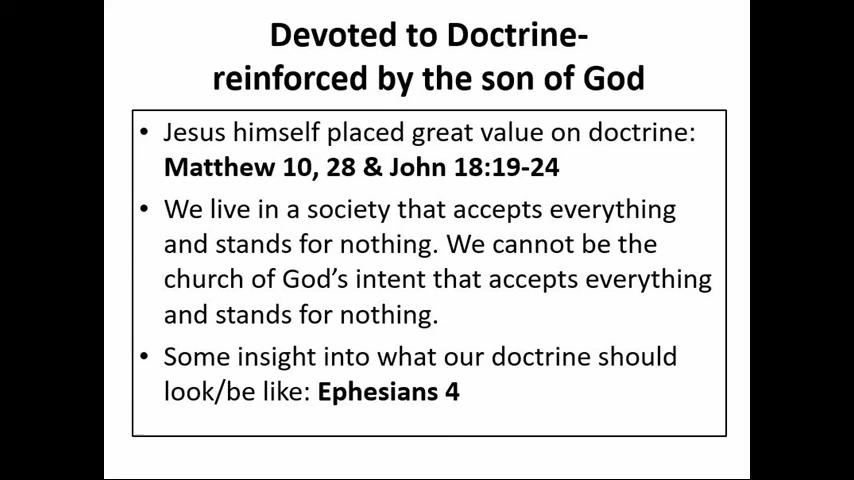 Devoted to Doctrine-
reinforced by the son of God
• Jesus himself placed great value on doctrine:
Matthew 10, 28 & John 18:19-24
• We live in a society that accepts everything
and stands for nothing. We cannot be the
church of God’s intent that accepts everything
and stands for nothing.
• Some insight into what our doctrine should
look/be like: Ephesians 4